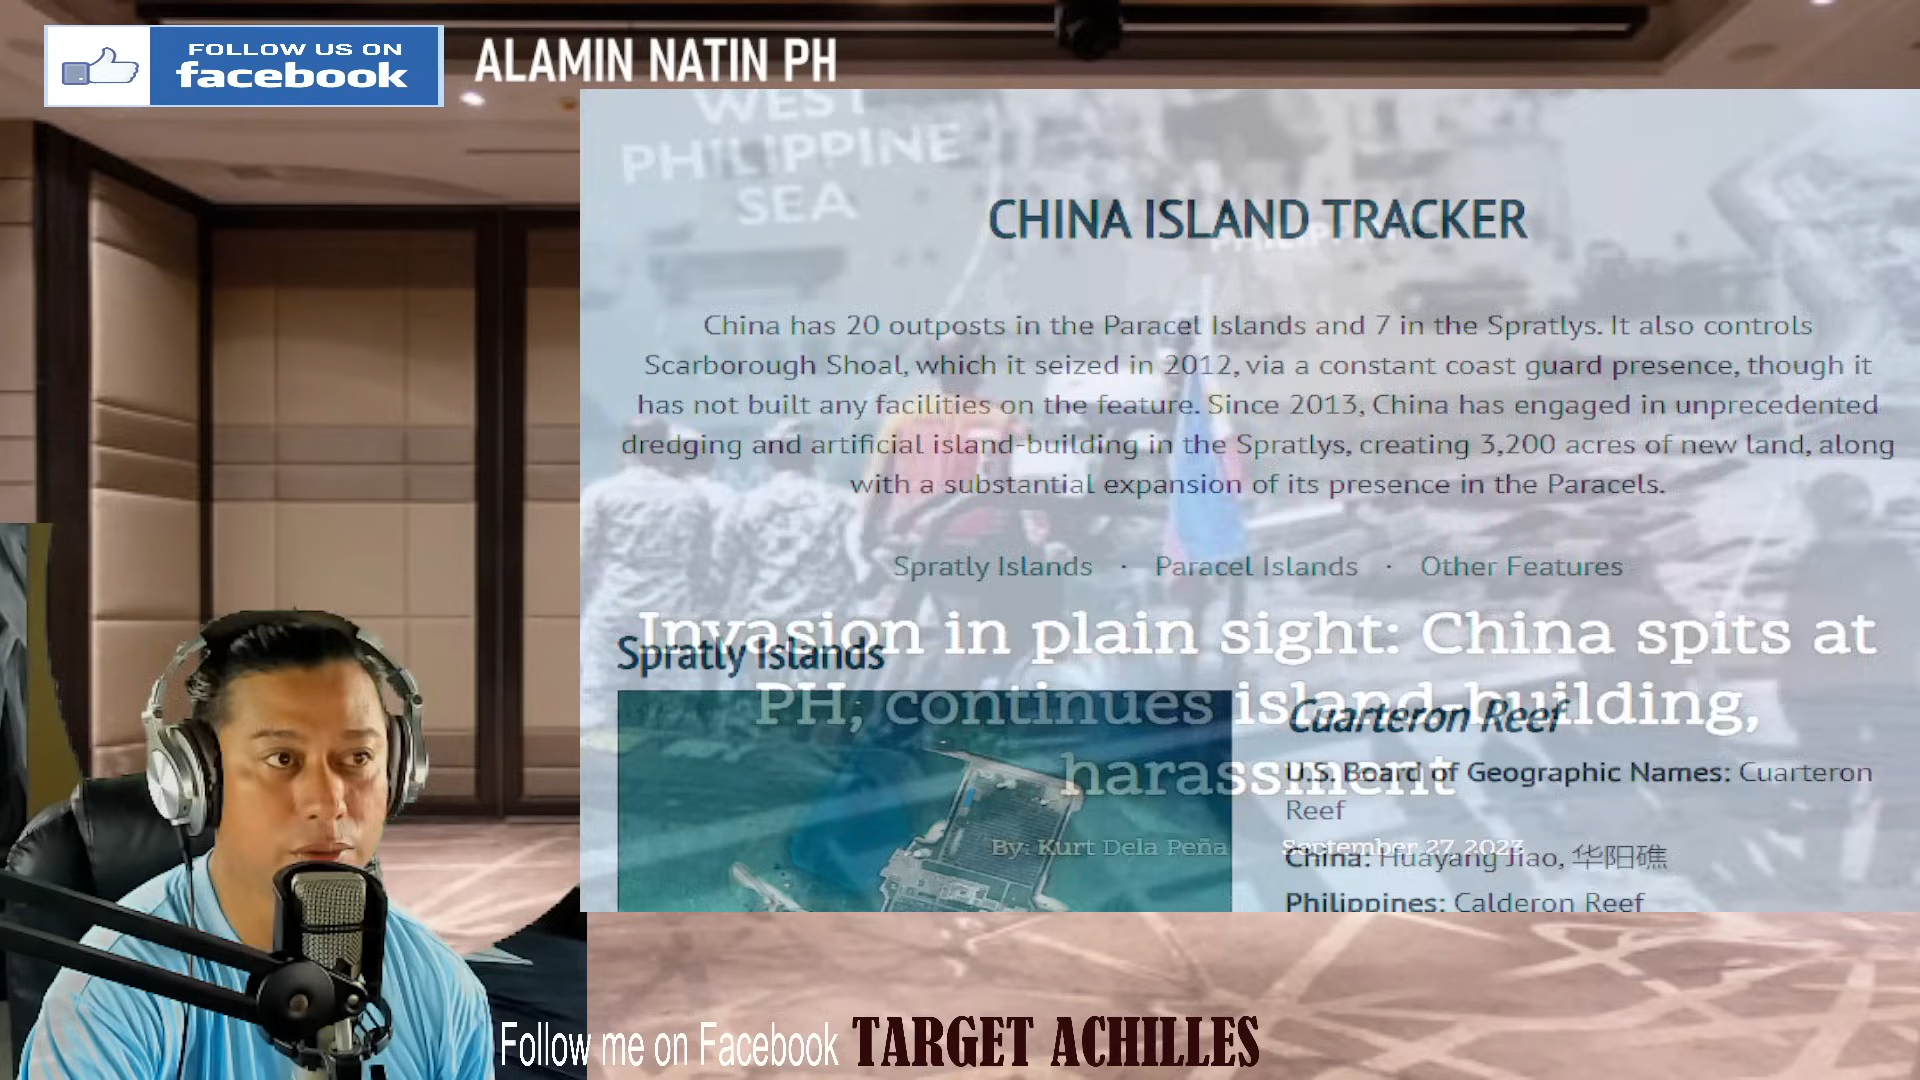 FOLLOW US ON
facebook
ALAMIN NATIN PH
WEST
PHILIPPINE
SEA
CHINA ISLAND TRACKER
China has 20 outposts in the Paracel Islands and 7 in the Spratlys. It also controls
Scarborough Shoal, which it seized in 2012, via a constant coast guard presence, though it
has not built any facilities on the feature. Since 2013, China has engaged in unprecedented
dredging and artificial island-building in the Spratlys, creating 3,200 acres of new land, along
with a substantial expansion of its presence in the Paracels.
Spratly Islands · Paracel Islands · Other Features
Invasion in plain sight: China spits at
PH, continues island-building,
harassment
By: Kurt Dela Peña
September 27, 2023
Spratly Islands
Cuarteron Reef
U.S. Board of Geographic Names: Cuarteron
Reef
China: Huayang Jiao, 华阳礁
Philippines: Calderon Reef
Follow me on Facebook TARGET ACHILLES